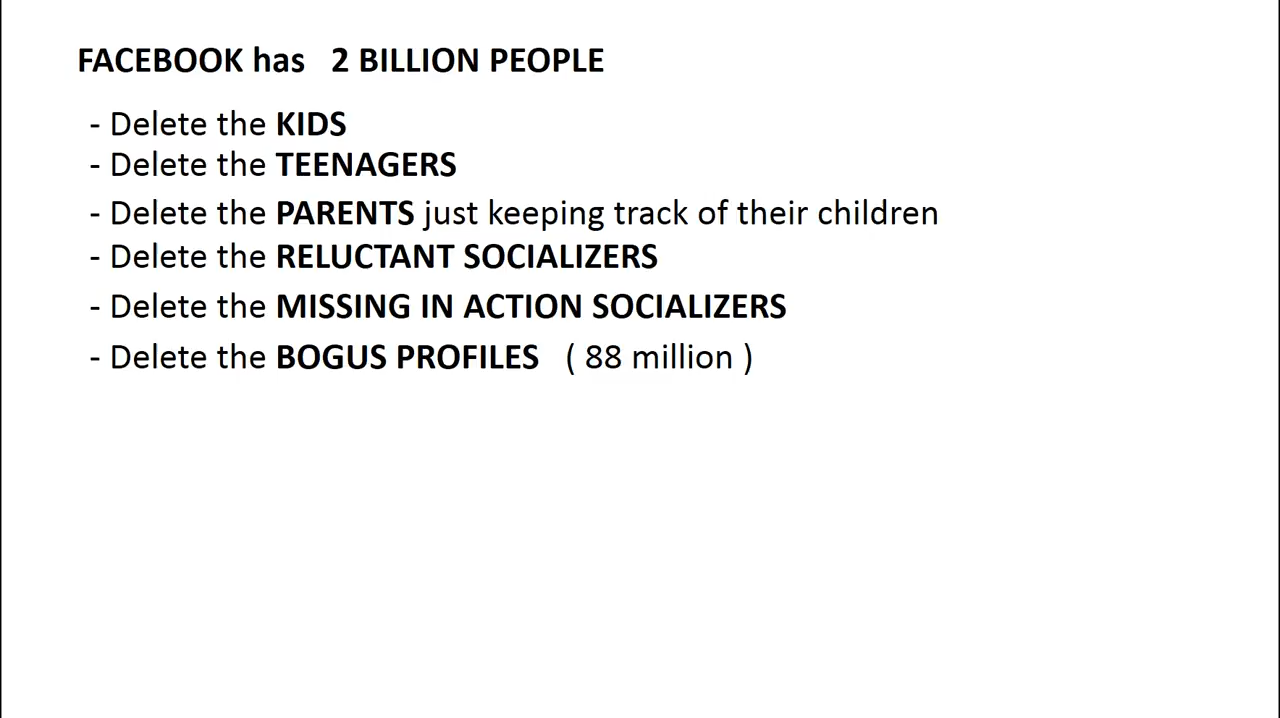 FACEBOOK has 2 BILLION PEOPLE
- Delete the KIDS
- Delete the TEENAGERS
- Delete the PARENTS just keeping track of their children
- Delete the RELUCTANT SOCIALIZERS
- Delete the MISSING IN ACTION SOCIALIZERS
- Delete the BOGUS PROFILES ( 88 million )